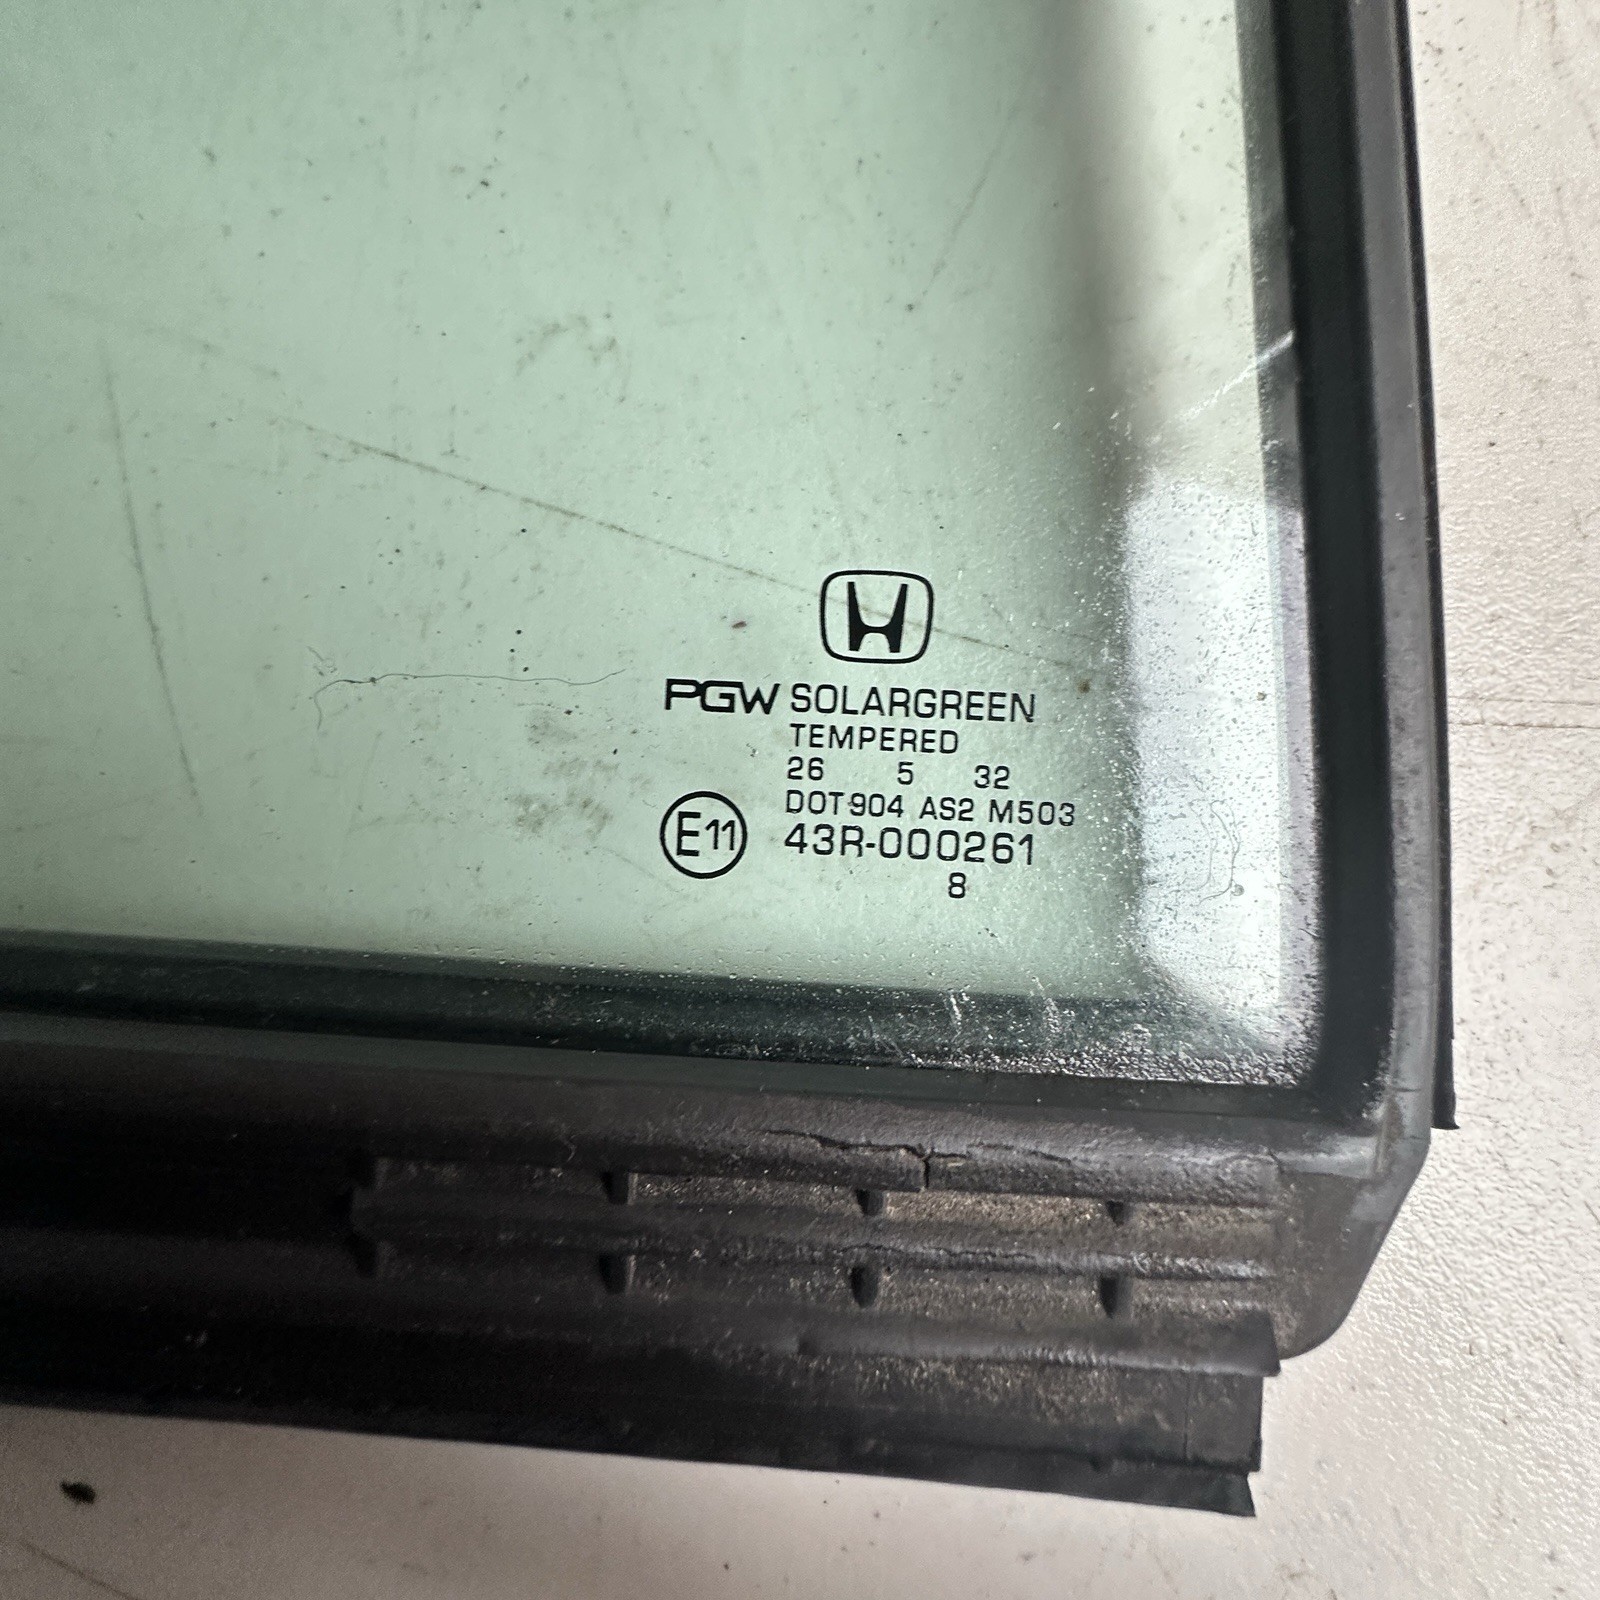 PGW SOLARGREEN
TEMPERED
26 5 32
DOT904 AS2 M503
E11 43R-000261
8